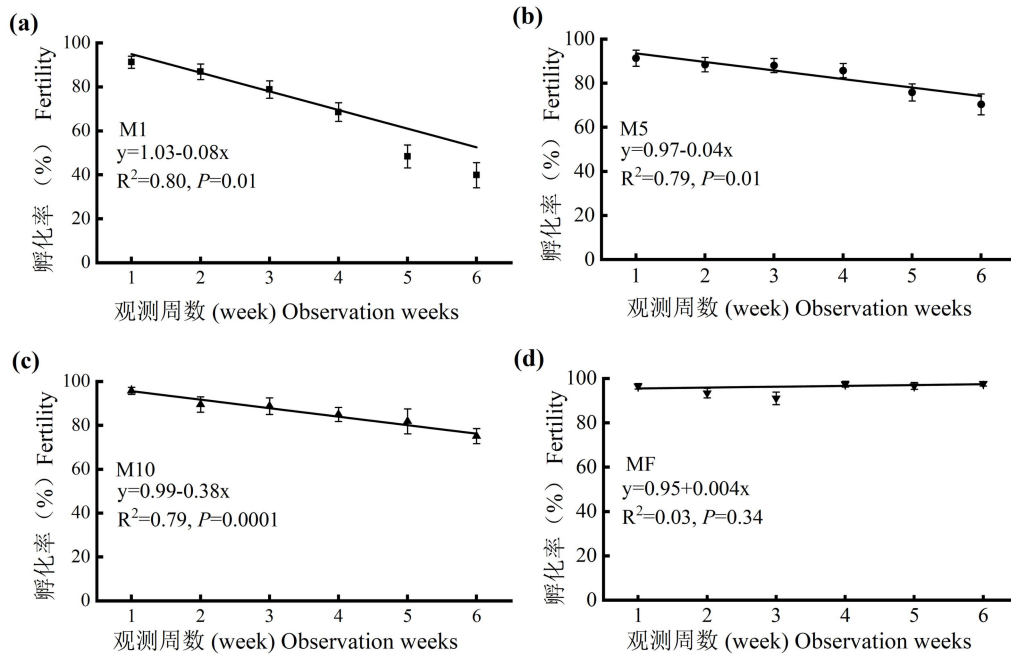 (a)
孵化率（%）Fertility
100
80
60
40
20
0
M1
y=1.03-0.08x
R²=0.80, P=0.01
1 2 3 4 5 6
观测周数 (week) Observation weeks
(b)
孵化率（%）Fertility
100
80
60
40
20
0
M5
y=0.97-0.04x
R²=0.79, P=0.01
1 2 3 4 5 6
观测周数 (week) Observation weeks
(c)
孵化率（%）Fertility
100
80
60
40
20
0
M10
y=0.99-0.38x
R²=0.79, P=0.0001
1 2 3 4 5 6
观测周数 (week) Observation weeks
(d)
孵化率（%）Fertility
100
80
60
40
20
0
MF
y=0.95+0.004x
R²=0.03, P=0.34
1 2 3 4 5 6
观测周数 (week) Observation weeks